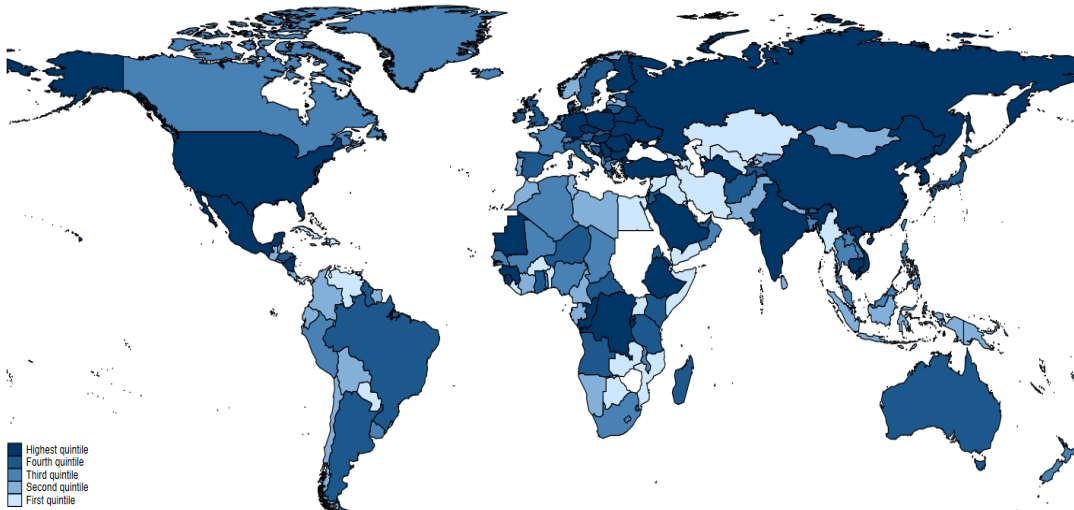 Highest quintile
Fourth quintile
Third quintile
Second quintile
First quintile